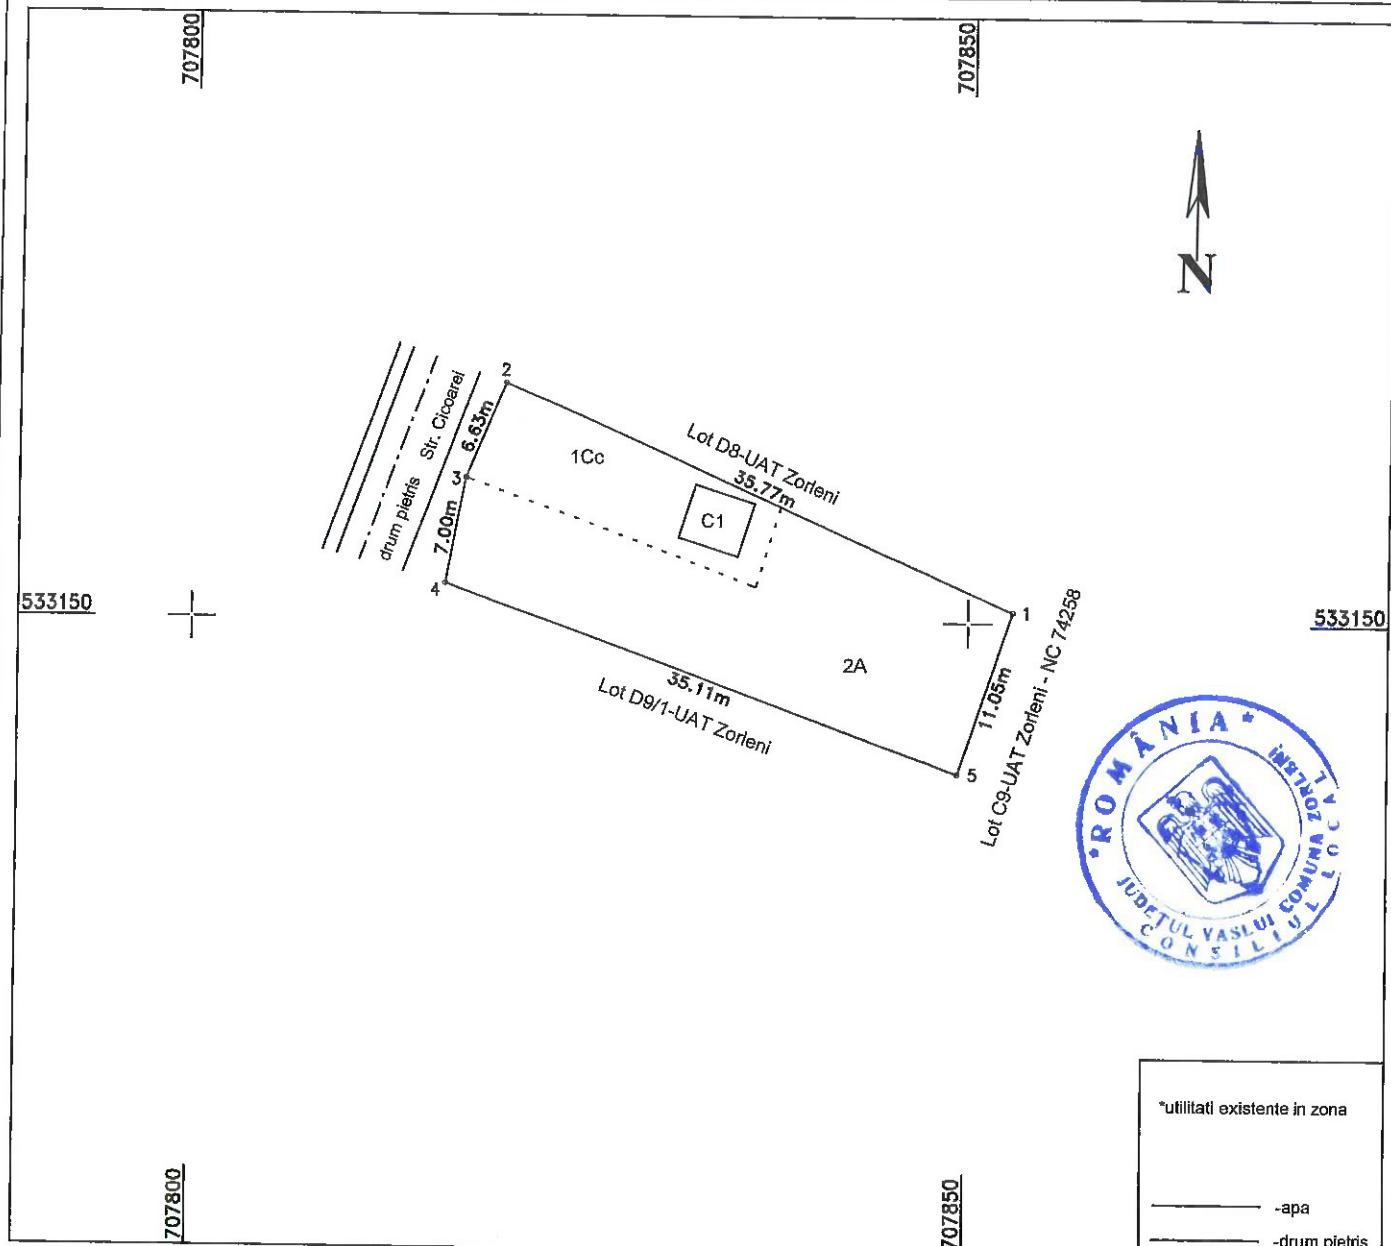 707800
707850
N
2
Str. Cicoarei
drum pietris
6.63m
1Cc
Lot D8-UAT Zorleni
35.77m
3
C1
7.00m
4
533150
533150
1
2A
35.11m
Lot D9/1-UAT Zorleni
11.05m
5
Lot C9-UAT Zorleni - NC 74258
*ROMÂNIA*
JUDEŢUL VASLUI COMUNA ZORLENI
CONSILIUL LOCAL
*utilitati existente in zona
707800
707850
-apa
-drum pietris